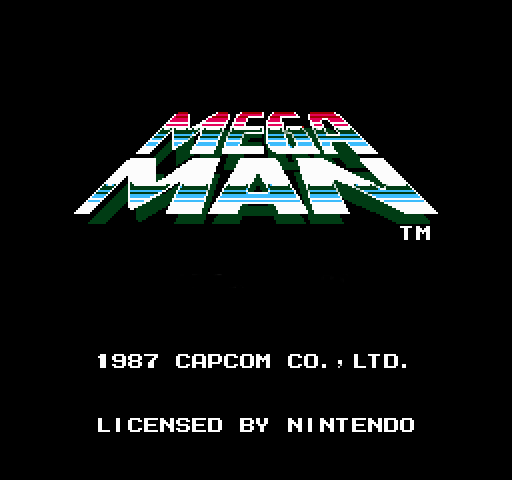 MEGA
MAN
TM
1987 CAPCOM CO.,LTD.
LICENSED BY NINTENDO